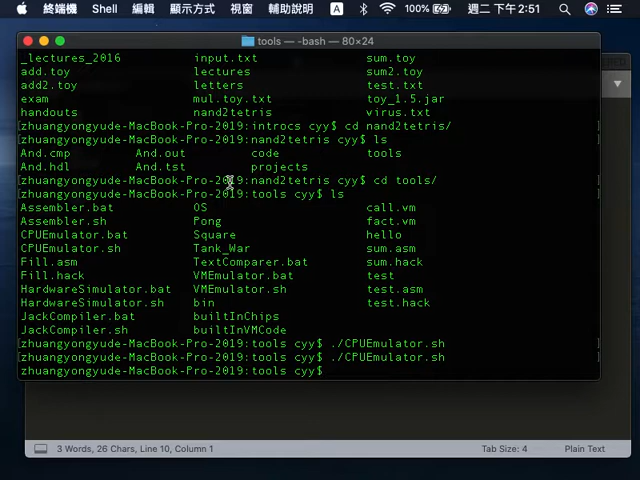 終端機 Shell 編輯 顯示方式 視窗 輔助說明 A 100% 週二 下午2:51
tools — -bash — 80×24
_lectures_2016 input.txt sum.toy
add.toy lectures sum2.toy
add2.toy letters test.txt
exam mul.toy.txt toy_1.5.jar
handouts nand2tetris virus.txt
[zhuangyongyude-MacBook-Pro-2019:introcs cyy$ cd nand2tetris/ ]
[zhuangyongyude-MacBook-Pro-2019:nand2tetris cyy$ ls ]
And.cmp And.out code tools
And.hdl And.tst projects
[zhuangyongyude-MacBook-Pro-2019:nand2tetris cyy$ cd tools/ ]
[zhuangyongyude-MacBook-Pro-2019:tools cyy$ ls ]
Assembler.bat OS call.vm
Assembler.sh Pong fact.vm
CPUEmulator.bat Square hello
CPUEmulator.sh Tank_War sum.asm
Fill.asm TextComparer.bat sum.hack
Fill.hack VMEmulator.bat test
HardwareSimulator.bat VMEmulator.sh test.asm
HardwareSimulator.sh bin test.hack
JackCompiler.bat builtInChips
JackCompiler.sh builtInVMCode
[zhuangyongyude-MacBook-Pro-2019:tools cyy$ ./CPUEmulator.sh ]
[zhuangyongyude-MacBook-Pro-2019:tools cyy$ ./CPUEmulator.sh ]
zhuangyongyude-MacBook-Pro-2019:tools cyy$
3 Words, 26 Chars, Line 10, Column 1 Tab Size: 4 Plain Text